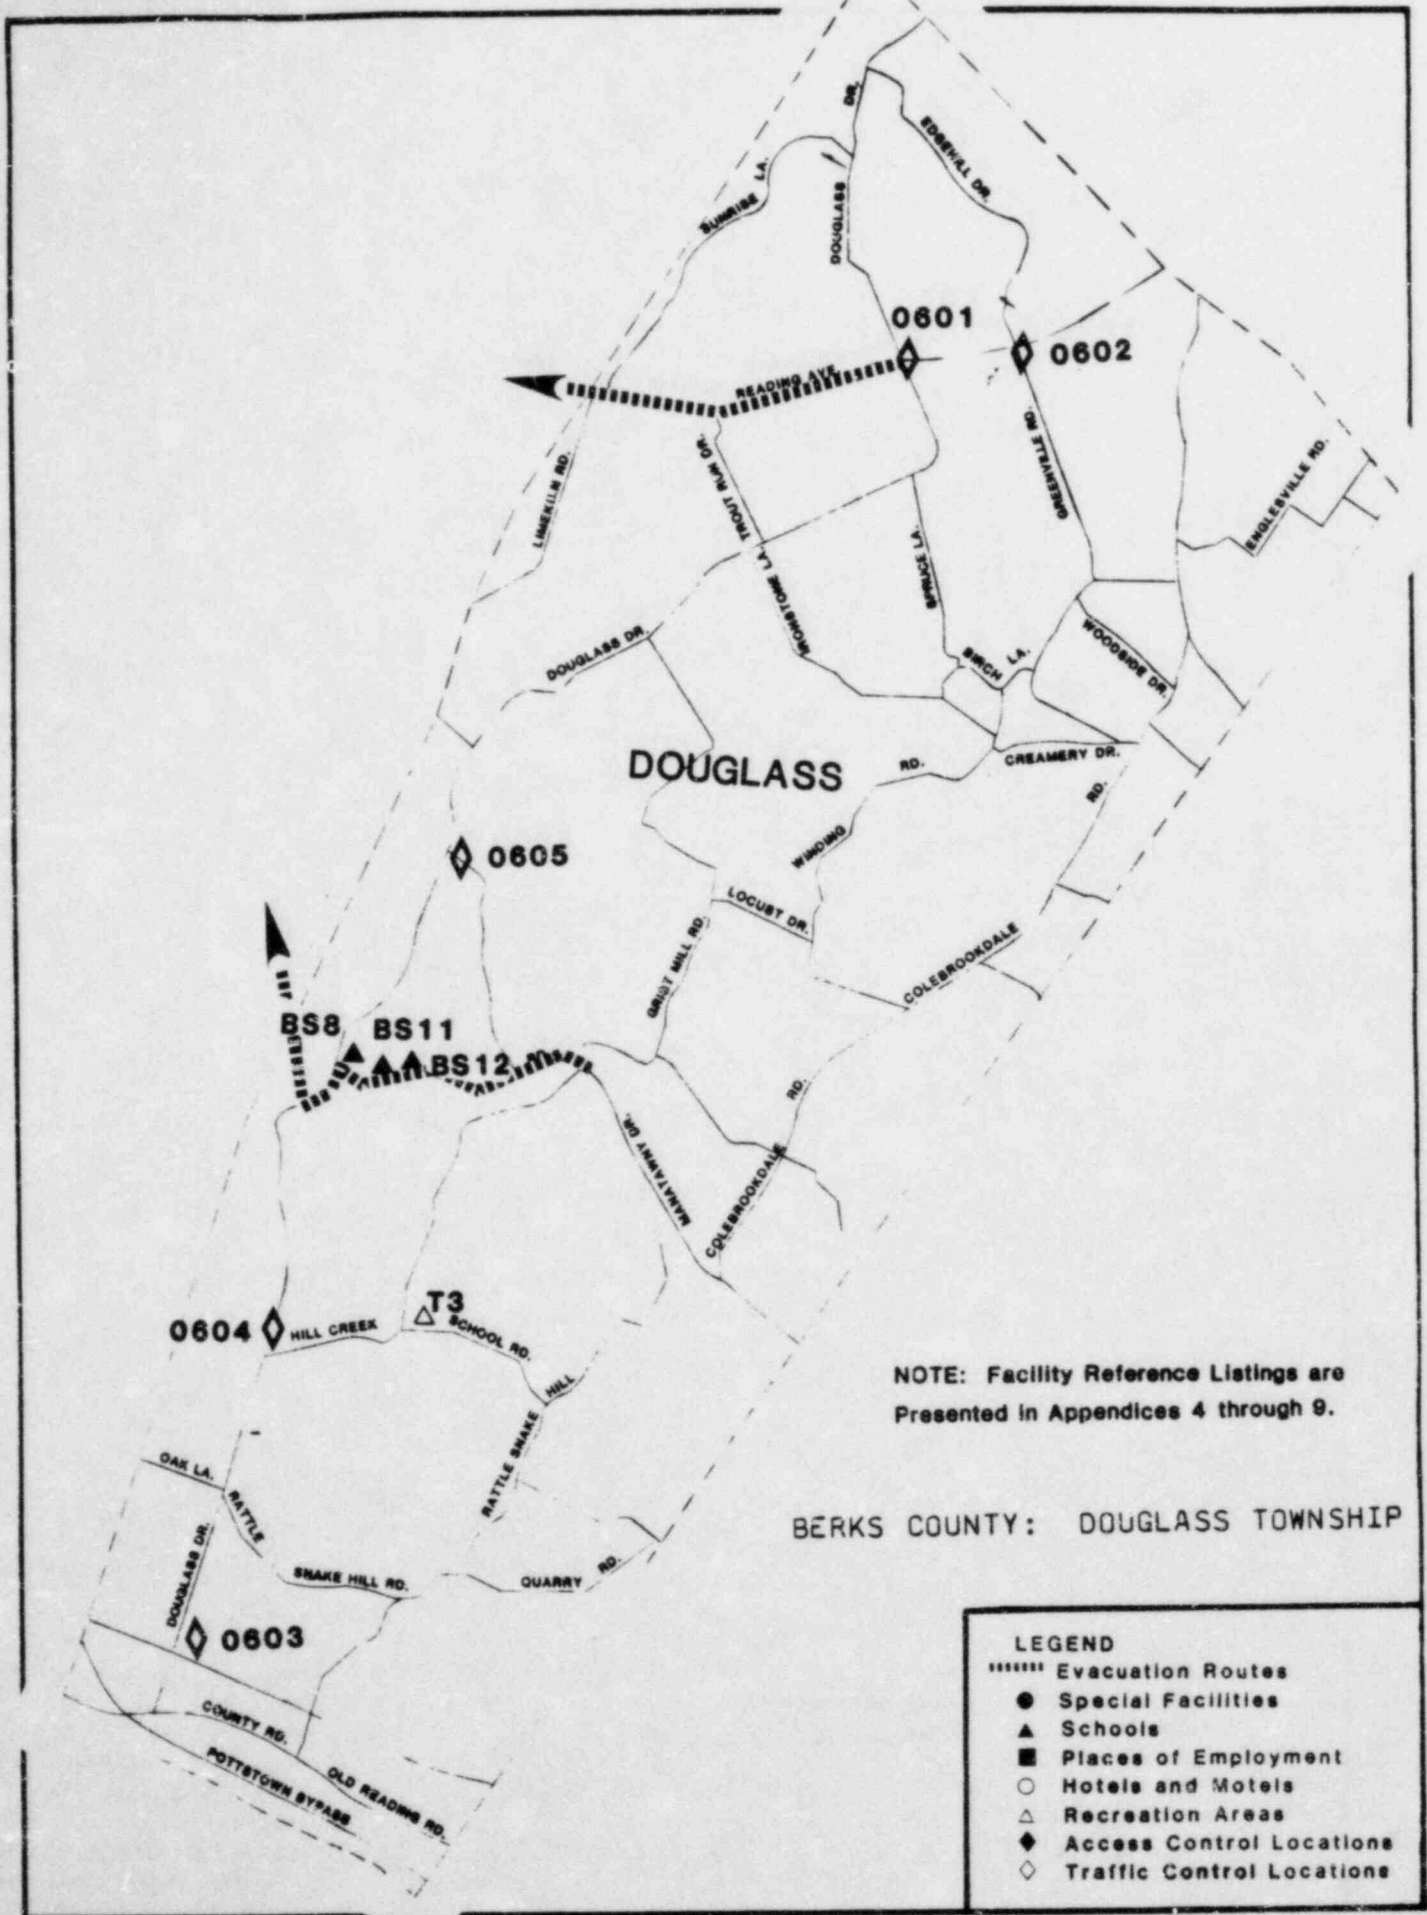 DR.
EDGEHILL DR.
SUNRISE LA.
DOUGLASS
0601
0602
READING AVE
GREENVILLE RD.
ENGLESVILLE RD.
LIMEKILN RD.
TROUT RUN DR.
IRONSTONE LA.
SPRUCE LA.
DOUGLASS DR.
BIRCH LA.
WOODSIDE DR.
DOUGLASS
RD.
CREAMERY DR.
RD.
WINDING
0605
LOCUST DR.
GRIST MILL RD.
COLEBROOKDALE
BS8
BS11
BS12
RD.
MANATAWNY DR.
COLEBROOKDALE
T3
0604
HILL CREEK
SCHOOL RD.
HILL
RATTLE SNAKE
NOTE: Facility Reference Listings are
Presented in Appendices 4 through 9.
OAK LA.
RATTLE
BERKS COUNTY: DOUGLASS TOWNSHIP
DOUGLASS DR.
SNAKE HILL RD.
QUARRY RD.
0603
COUNTY RD.
POTTSTOWN BYPASS
OLD READING RD.
LEGEND
Evacuation Routes
Special Facilities
Schools
Places of Employment
Hotels and Motels
Recreation Areas
Access Control Locations
Traffic Control Locations